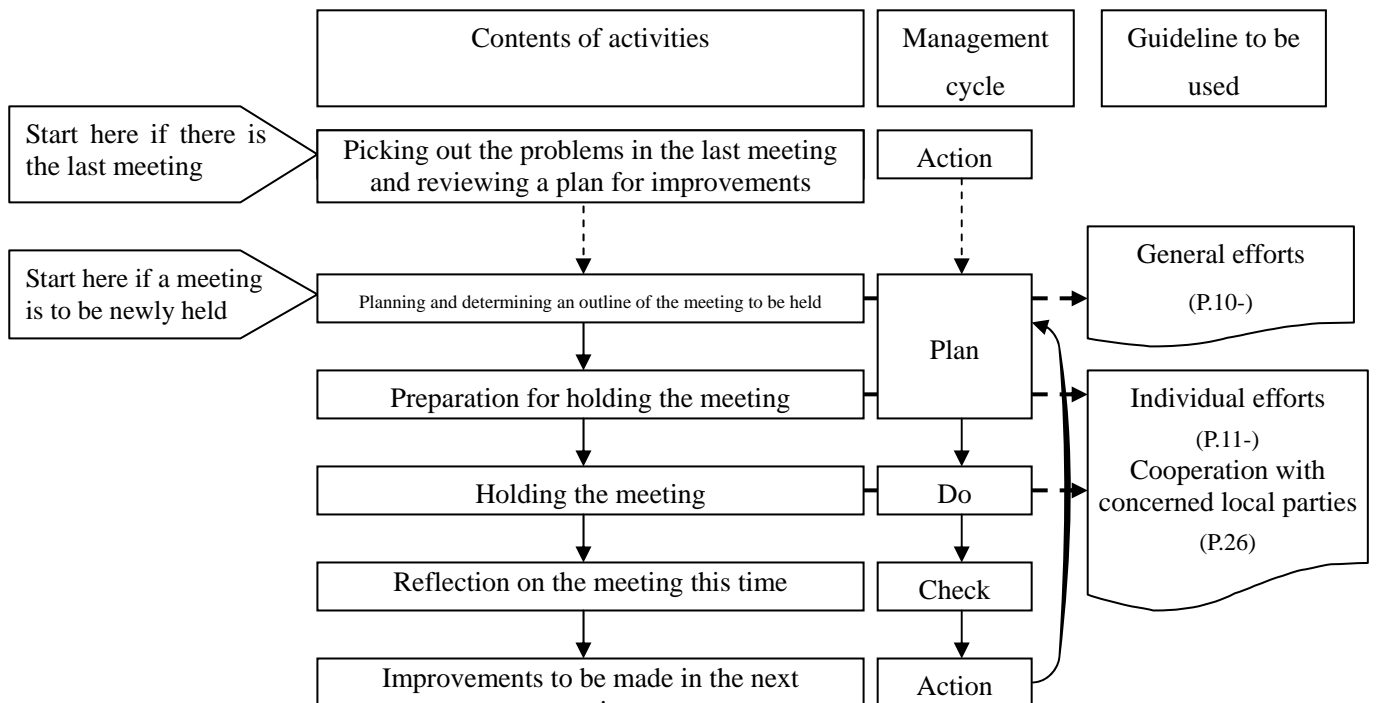 Contents of activities
Management
cycle
Guideline to be
used
Start here if there is
the last meeting
Picking out the problems in the last meeting
and reviewing a plan for improvements
Action
Start here if a meeting
is to be newly held
Planning and determining an outline of the meeting to be held
Plan
General efforts
(P.10-)
Preparation for holding the meeting
Individual efforts
(P.11-)
Cooperation with
concerned local parties
(P.26)
Holding the meeting
Do
Reflection on the meeting this time
Check
Improvements to be made in the next
Action